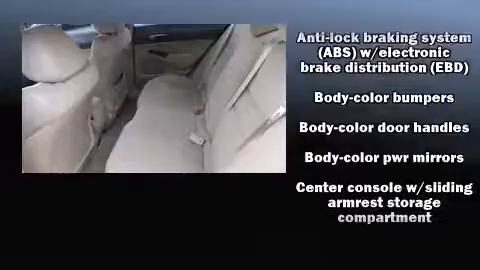 Anti-lock braking system
(ABS) w/electronic
brake distribution (EBD)
Body-color bumpers
Body-color door handles
Body-color pwr mirrors
Center console w/sliding
armrest storage
compartment